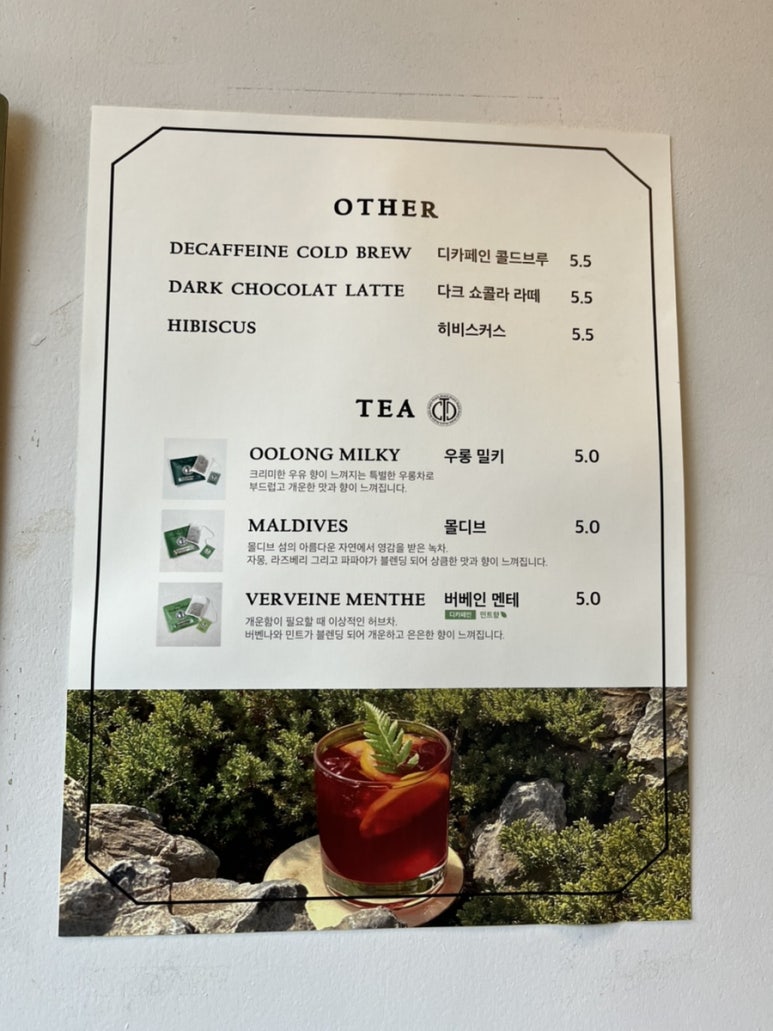 OTHER
DECAFFEINE COLD BREW 디카페인 콜드브루 5.5
DARK CHOCOLAT LATTE 다크 쇼콜라 라떼 5.5
HIBISCUS 히비스커스 5.5
TEA
OOLONG MILKY 우롱 밀키 5.0
크리미한 우유 향이 느껴지는 특별한 우롱차로
부드럽고 개운한 맛과 향이 느껴집니다.
MALDIVES 몰디브 5.0
몰디브 섬의 아름다운 자연에서 영감을 받은 녹차.
자몽, 라즈베리 그리고 파파야가 블렌딩 되어 상큼한 맛과 향이 느껴집니다.
VERVEINE MENTHE 버베인 멘테 5.0
디카페인 민트향
개운함이 필요할 때 이상적인 허브차.
버벤나와 민트가 블렌딩 되어 개운하고 은은한 향이 느껴집니다.